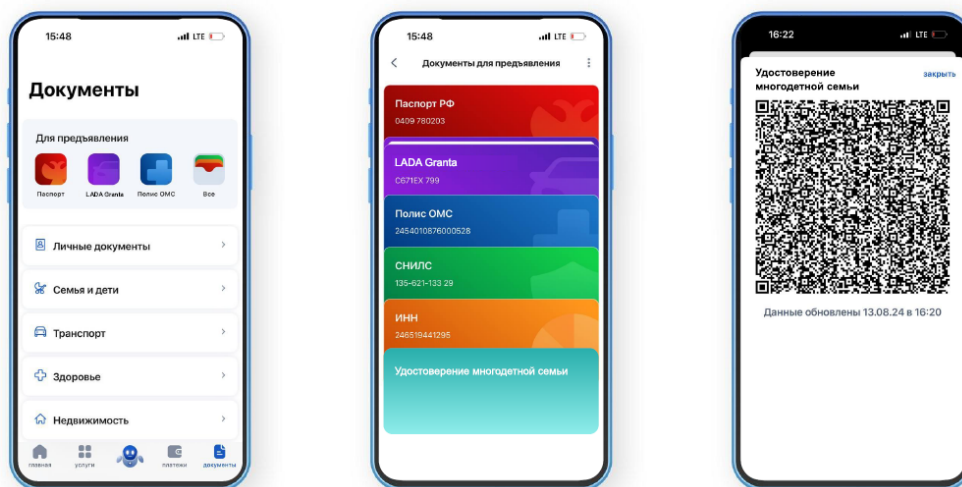 15:48
LTE
Документы
Для предъявления
Паспорт
LADA Granta
Полис ОМС
Все
Личные документы
Семья и дети
Транспорт
Здоровье
Недвижимость
главная
услуги
платежи
документы
15:48
LTE
Документы для предъявления
Паспорт РФ
0409 780203
LADA Granta
С671ЕХ 799
Полис ОМС
2454010876000528
СНИЛС
135-621-133 29
ИНН
246519441295
Удостоверение многодетной семьи
16:22
LTE
Удостоверение
многодетной семьи
закрыть
Данные обновлены 13.08.24 в 16:20